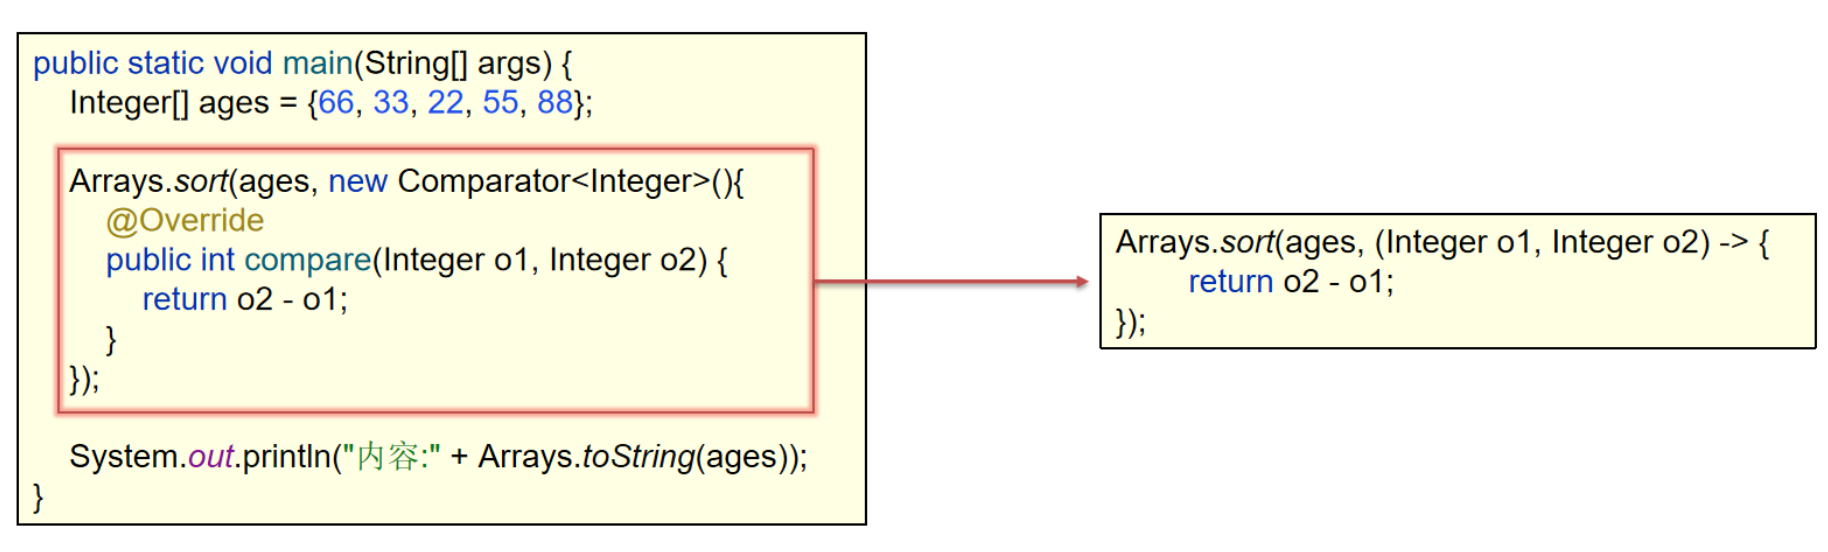 public static void main(String[] args) {
Integer[] ages = {66, 33, 22, 55, 88};
Arrays.sort(ages, new Comparator<Integer>(){
@Override
public int compare(Integer o1, Integer o2) {
return o2 - o1;
}
});
System.out.println("内容:" + Arrays.toString(ages));
}
Arrays.sort(ages, (Integer o1, Integer o2) -> {
return o2 - o1;
});